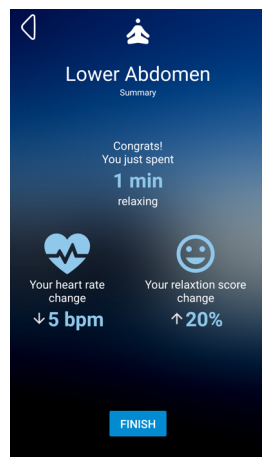 Lower Abdomen
Summary
Congrats!
You just spent
1 min
relaxing
Your heart rate
change
↓5 bpm
Your relaxtion score
change
↑20%
FINISH